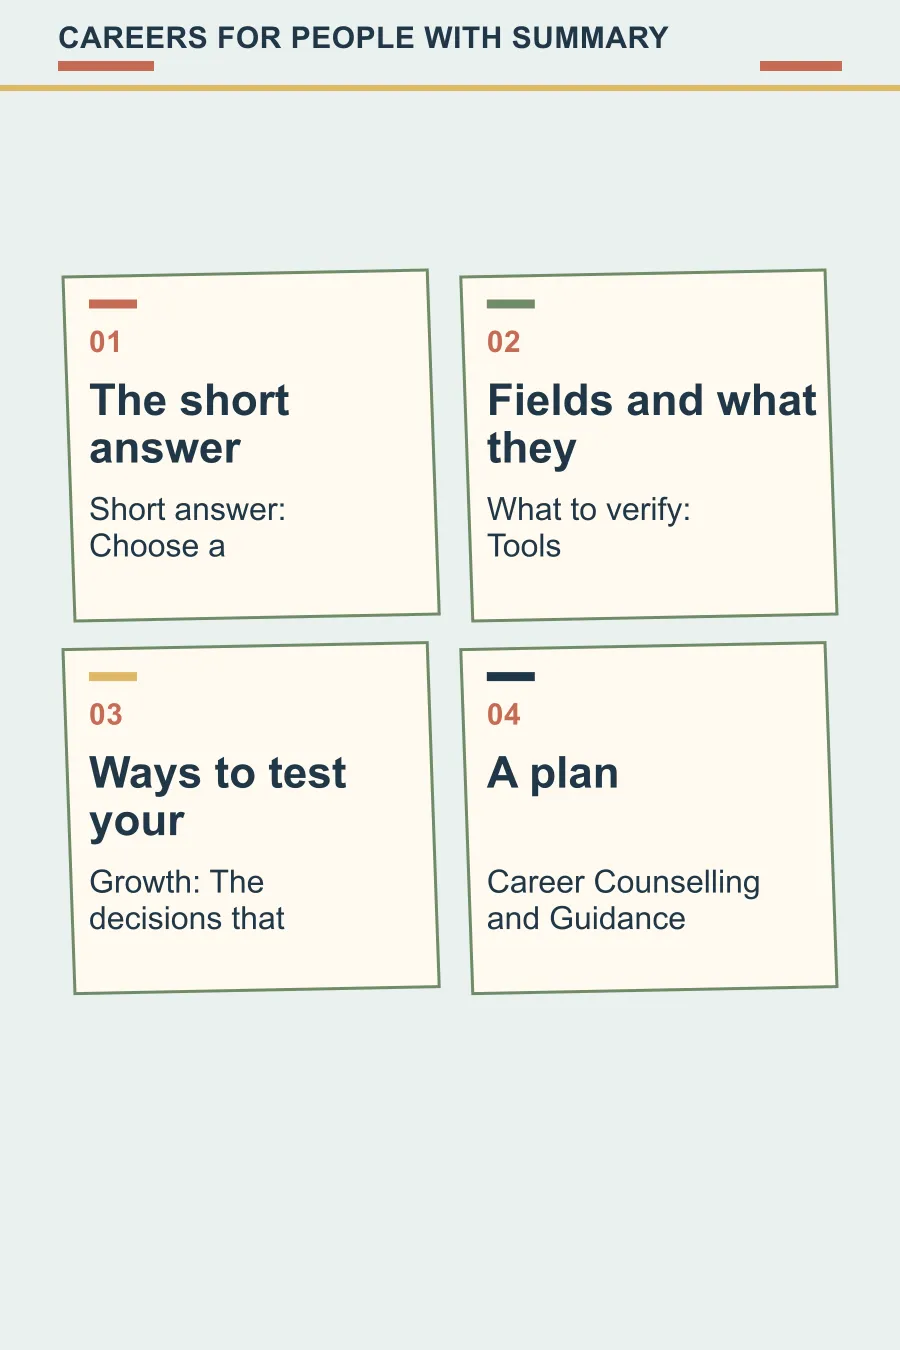 CAREERS FOR PEOPLE WITH SUMMARY
01
The short
answer
Short answer:
Choose a
02
Fields and what
they
What to verify:
Tools
03
Ways to test
your
Growth: The
decisions that
04
A plan
Career Counselling
and Guidance